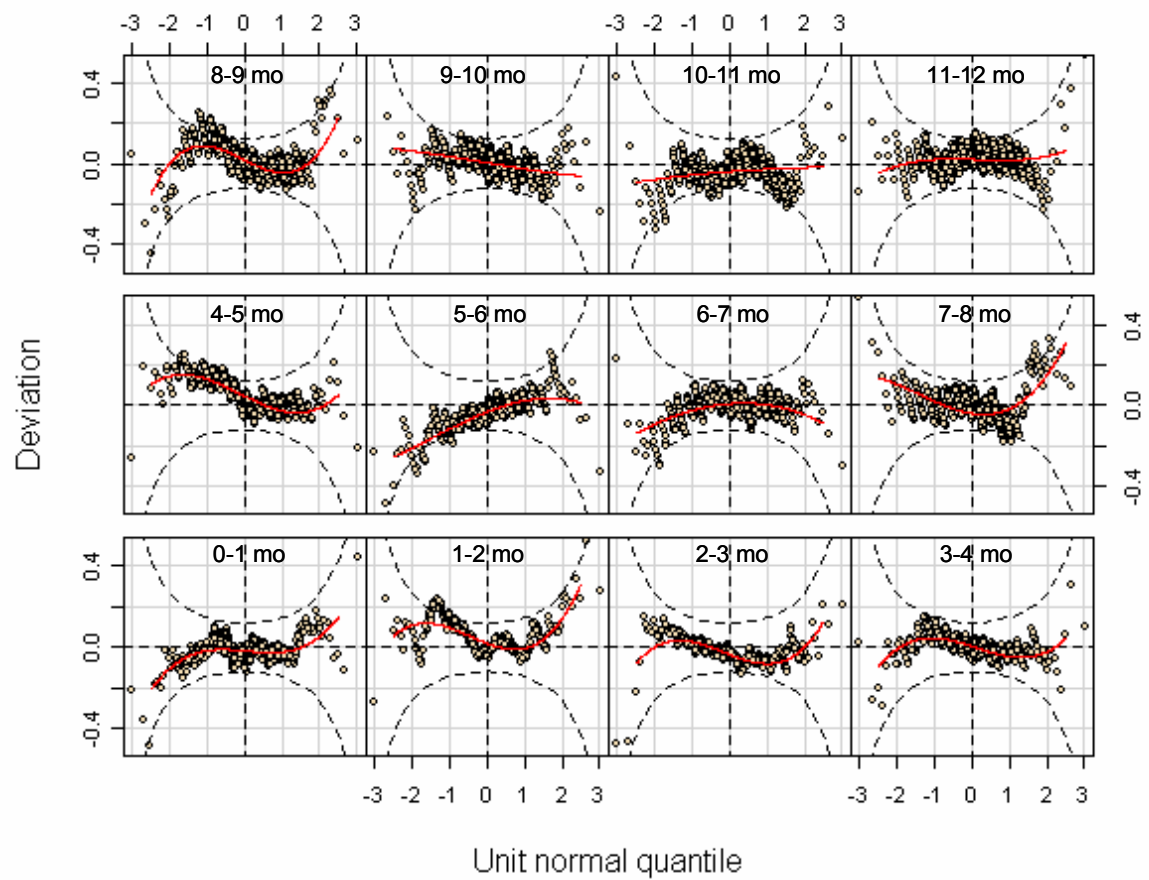 -3 -2 -1 0 1 2 3 -3 -2 -1 0 1 2 3
8-9 mo 9-10 mo 10-11 mo 11-12 mo
0.4
0.0
-0.4
4-5 mo 5-6 mo 6-7 mo 7-8 mo
0.4
0.0
-0.4
Deviation
0-1 mo 1-2 mo 2-3 mo 3-4 mo
0.4
0.0
-0.4
-3 -2 -1 0 1 2 3 -3 -2 -1 0 1 2 3
Unit normal quantile